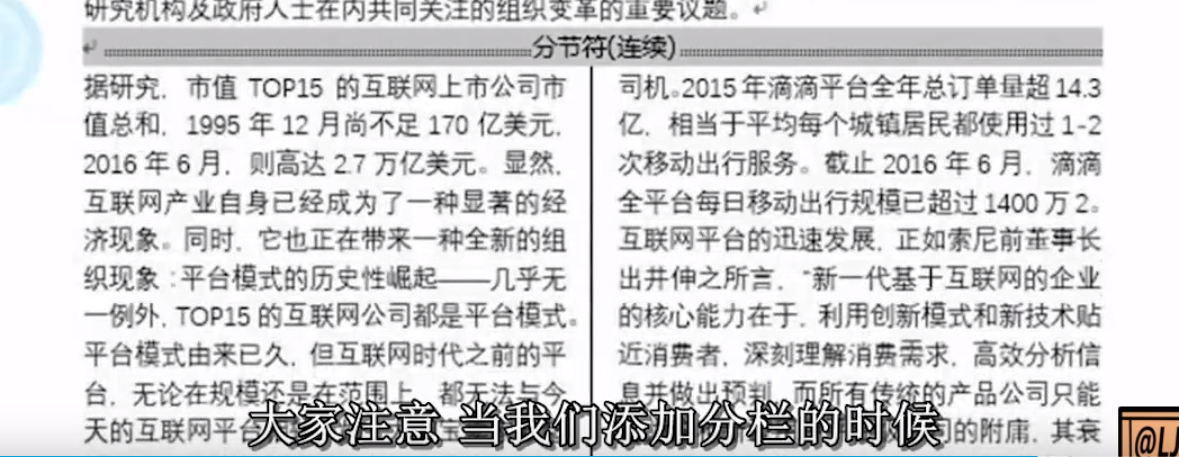 研究机构及政府人士在内共同关注的组织变革的重要议题。
分节符(连续)
据研究，市值 TOP15 的互联网上市公司市
值总和，1995 年 12 月尚不足 170 亿美元，
2016 年 6 月，则高达 2.7 万亿美元。显然，
互联网产业自身已经成为了一种显著的经
济现象。同时，它也正在带来一种全新的组
织现象：平台模式的历史性崛起——几乎无
一例外，TOP15 的互联网公司都是平台模式。
平台模式由来已久，但互联网时代之前的平
台，无论在规模还是在范围上，都无法与今
天的互联网平台
司机。2015 年滴滴平台全年总订单量超 14.3
亿，相当于平均每个城镇居民都使用过 1-2
次移动出行服务。截止 2016 年 6 月，滴滴
全平台每日移动出行规模已超过 1400 万 2。
互联网平台的迅速发展，正如索尼前董事长
出井伸之所言，“新一代基于互联网的企业
的核心能力在于，利用创新模式和新技术贴
近消费者，深刻理解消费需求，高效分析信
息并做出预判，而所有传统的产品公司只能
的附庸，其衰
大家注意 当我们添加分栏的时候
@LJ